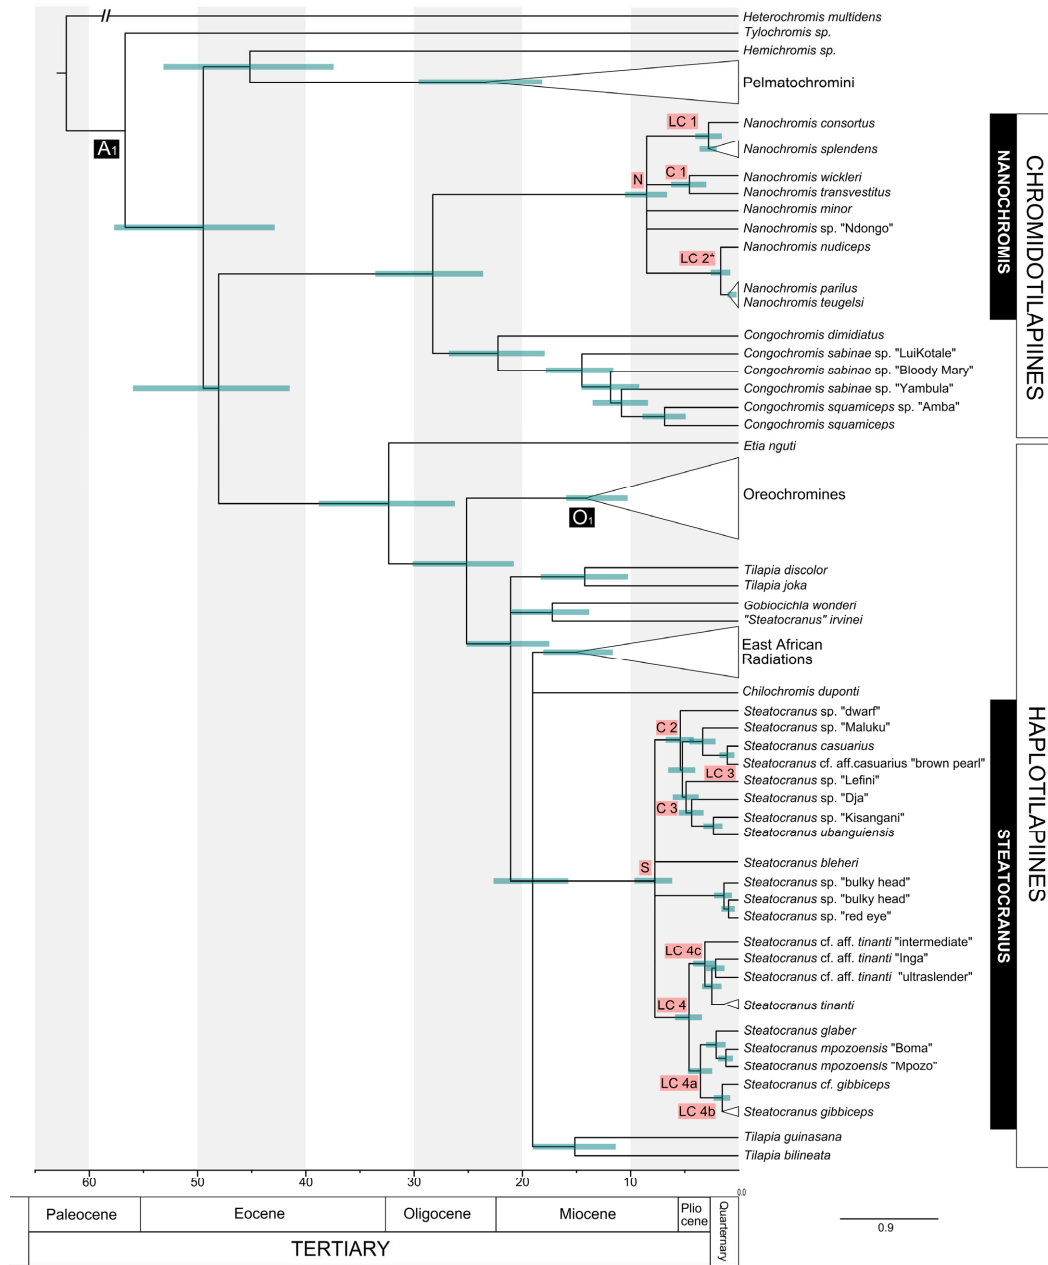 Heterochromis multidens
Tylochromis sp.
Hemichromis sp.
Pelmatochromini
A1
LC 1
Nanochromis consortus
Nanochromis splendens
N
C 1
Nanochromis wickleri
Nanochromis transvestitus
Nanochromis minor
Nanochromis sp. "Ndongo"
LC 2*
Nanochromis nudiceps
Nanochromis parilus
Nanochromis teugelsi
NANOCHROMIS
CHROMIDOTILAPIINES
Congochromis dimidiatus
Congochromis sabinae sp. "LuiKotale"
Congochromis sabinae sp. "Bloody Mary"
Congochromis sabinae sp. "Yambula"
Congochromis squamiceps sp. "Amba"
Congochromis squamiceps
Etia nguti
Oreochromines
O1
Tilapia discolor
Tilapia joka
Gobiocichla wonderi
"Steatocranus" irvinei
East African
Radiations
Chilochromis duponti
Steatocranus sp. "dwarf"
C 2
Steatocranus sp. "Maluku"
Steatocranus casuarius
Steatocranus cf. aff.casuarius "brown pearl"
LC 3
Steatocranus sp. "Lefini"
C 3
Steatocranus sp. "Dja"
Steatocranus sp. "Kisangani"
Steatocranus ubanguiensis
S
Steatocranus bleheri
Steatocranus sp. "bulky head"
Steatocranus sp. "bulky head"
Steatocranus sp. "red eye"
LC 4c
Steatocranus cf. aff. tinanti "intermediate"
Steatocranus cf. aff. tinanti "Inga"
Steatocranus cf. aff. tinanti "ultraslender"
LC 4
Steatocranus tinanti
Steatocranus glaber
Steatocranus mpozoensis "Boma"
Steatocranus mpozoensis "Mpozo"
LC 4a
Steatocranus cf. gibbiceps
LC 4b
Steatocranus gibbiceps
STEATOCRANUS
HAPLOTILAPIINES
Tilapia guinasana
Tilapia bilineata
60 50 40 30 20 10 0.0
Paleocene Eocene Oligocene Miocene Plio
cene
Quarternary
TERTIARY
0.9